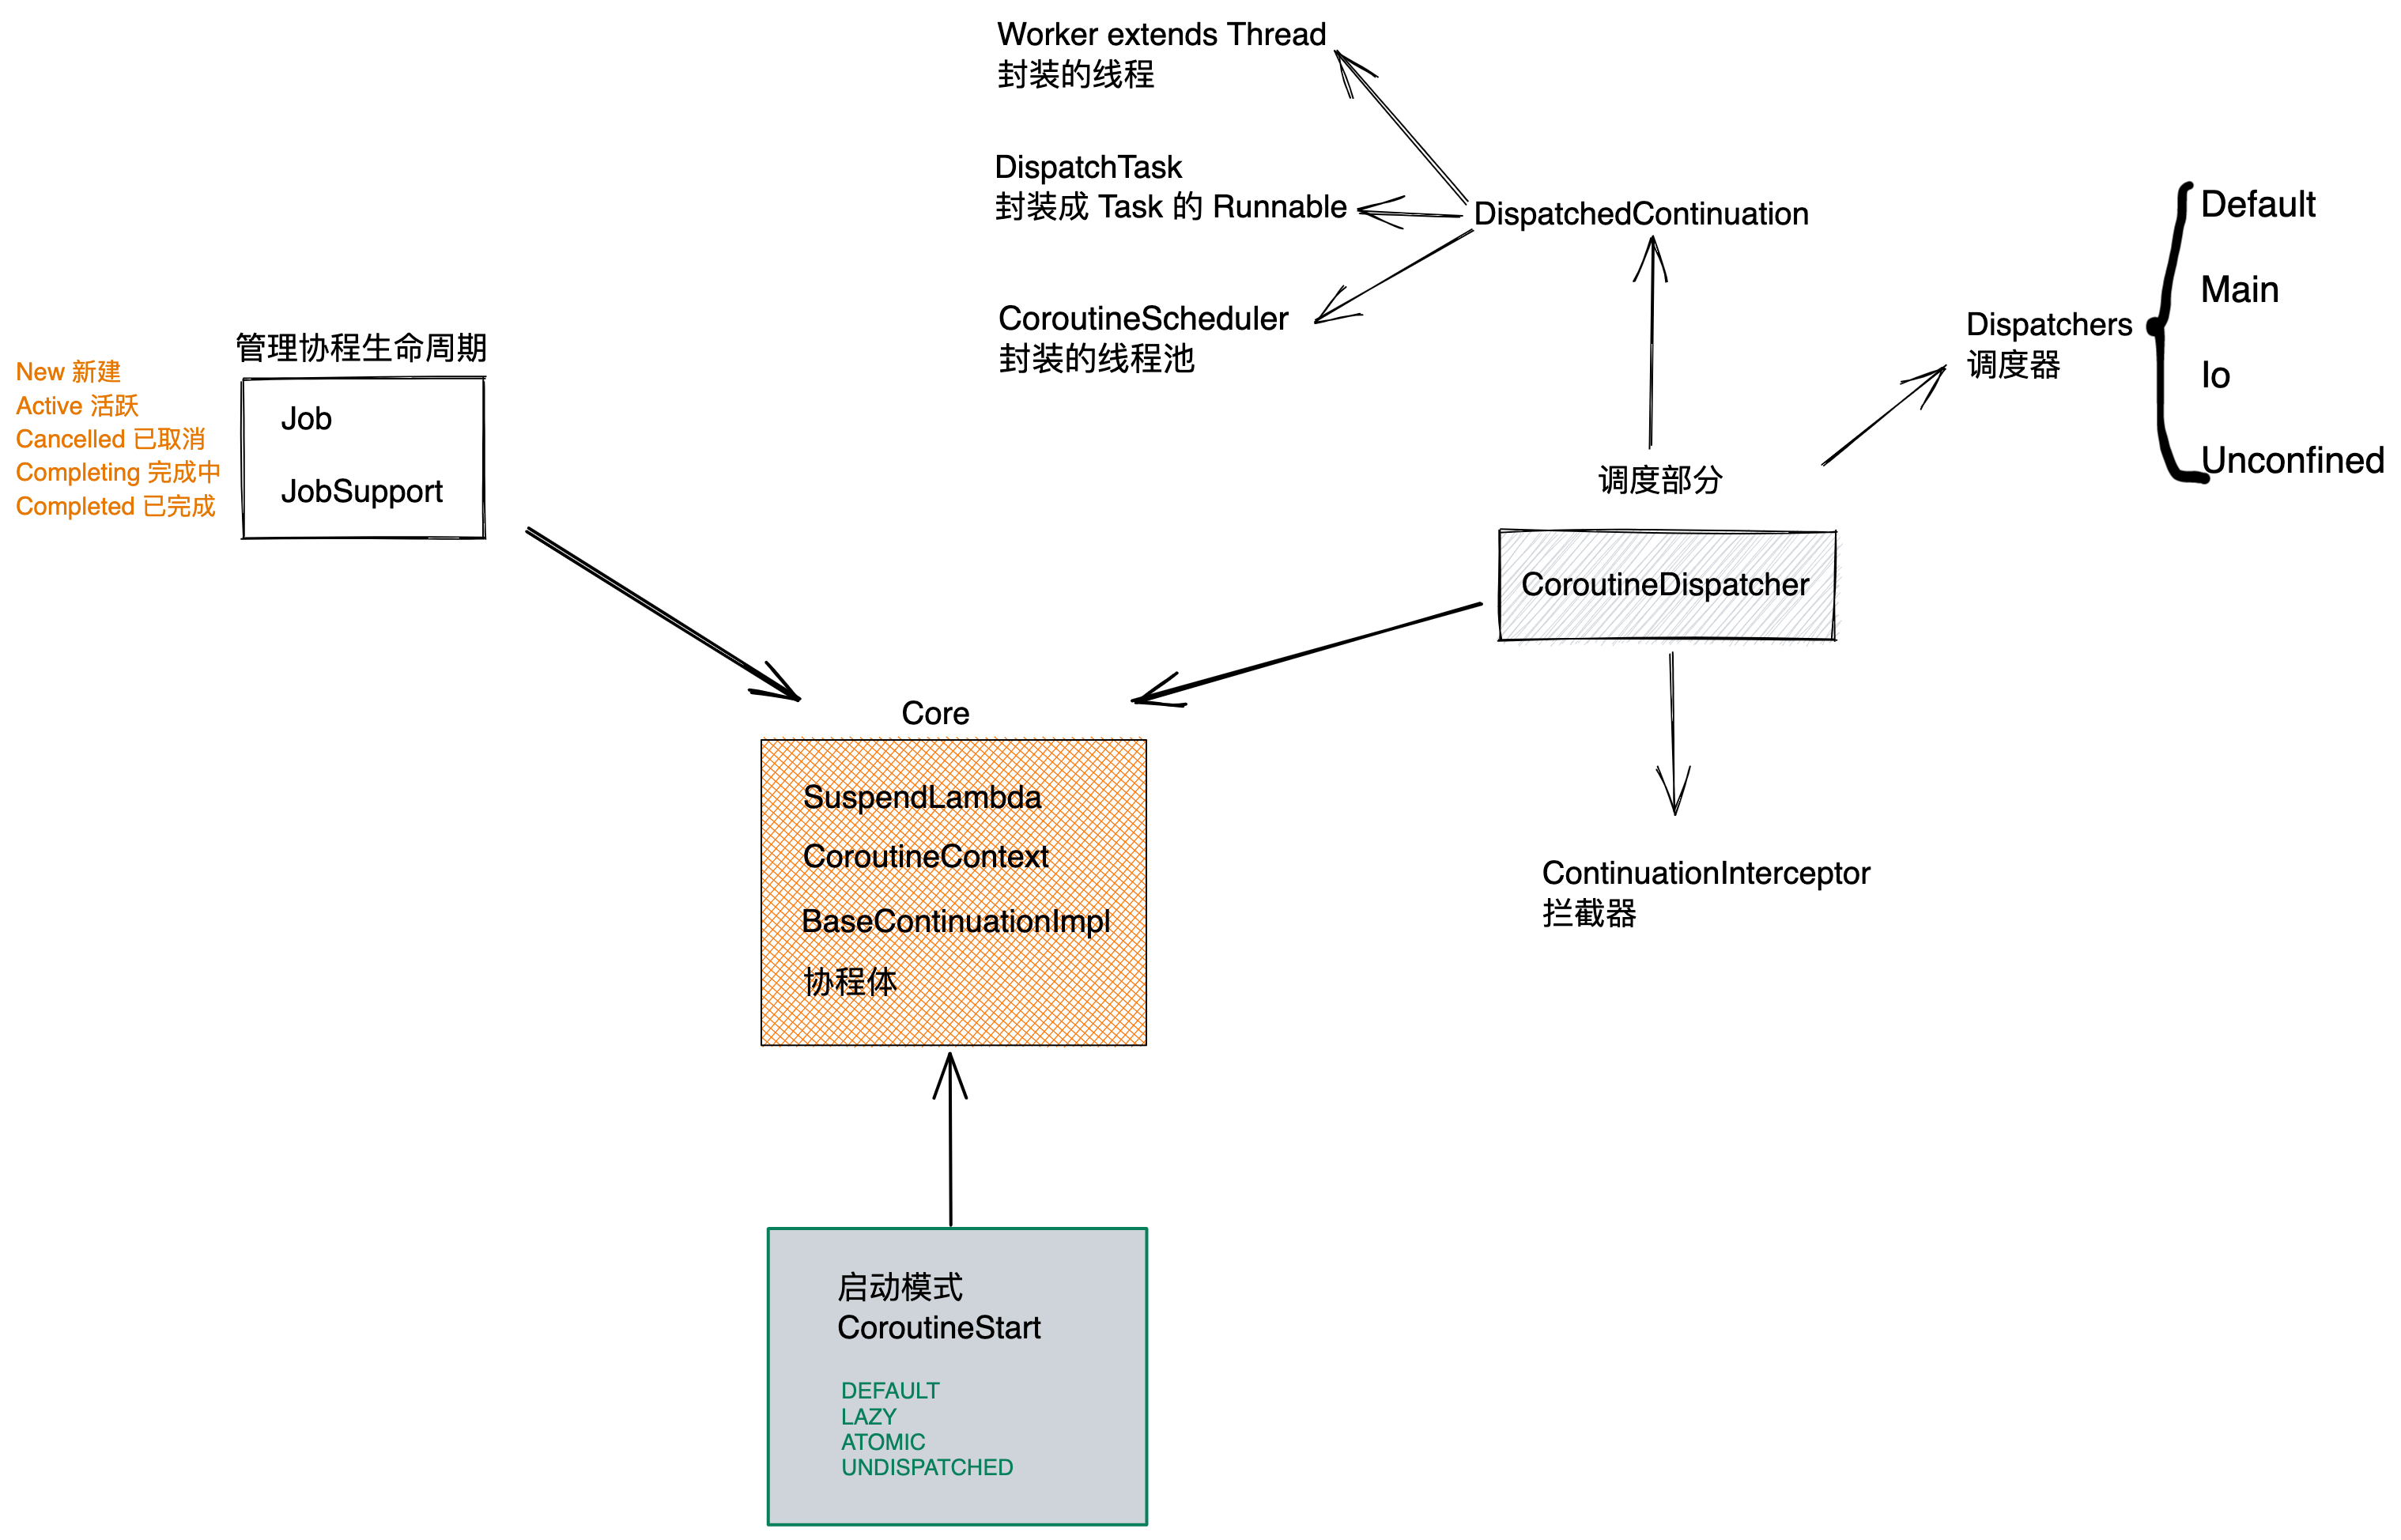 Worker extends Thread
封装的线程
DispatchTask
封装成 Task 的 Runnable
CoroutineScheduler
封装的线程池
DispatchedContinuation
Dispatchers
调度器
Default
Main
Io
Unconfined
管理协程生命周期
New 新建
Active 活跃
Cancelled 已取消
Completing 完成中
Completed 已完成
Job
JobSupport
调度部分
CoroutineDispatcher
ContinuationInterceptor
拦截器
Core
SuspendLambda
CoroutineContext
BaseContinuationImpl
协程体
启动模式
CoroutineStart
DEFAULT
LAZY
ATOMIC
UNDISPATCHED